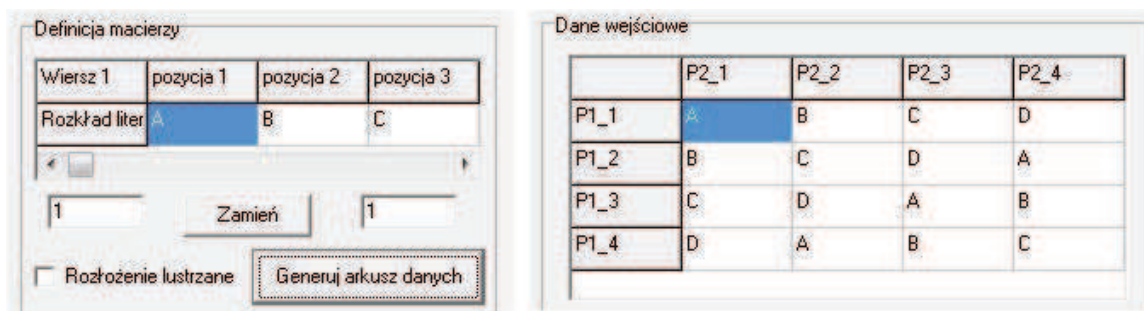 Definicja macierzy
Wiersz 1 pozycja 1 pozycja 2 pozycja 3
Rozkład liter A B C
1 Zamień 1
Rozłożenie lustrzane Generuj arkusz danych
Dane wejściowe
P2_1 P2_2 P2_3 P2_4
P1_1 A B C D
P1_2 B C D A
P1_3 C D A B
P1_4 D A B C